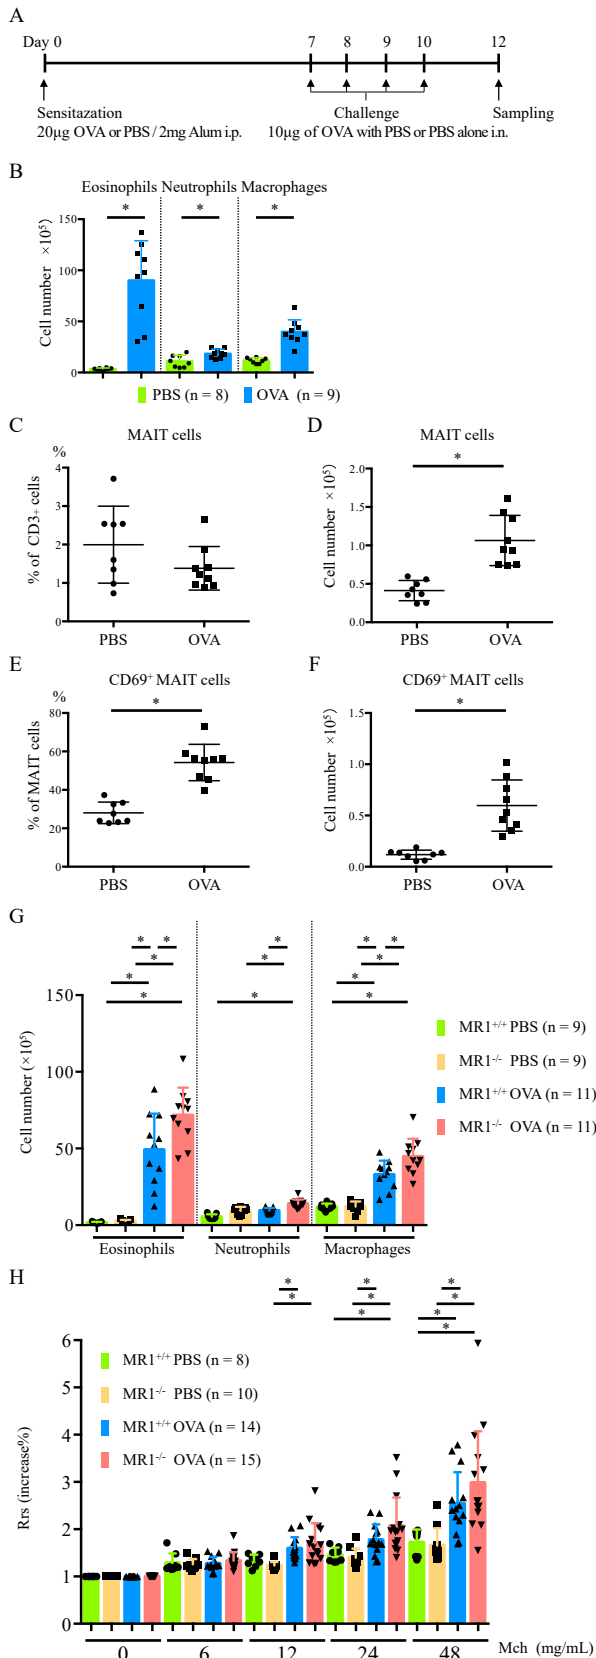 A
Day 0 7 8 9 10 12
Sensitazation Challenge Sampling
20μg OVA or PBS / 2mg Alum i.p. 10μg of OVA with PBS or PBS alone i.n.
B
Eosinophils Neutrophils Macrophages
* * *
150
100
50
0
Cell number ×10⁵)
PBS (n = 8) OVA (n = 9)
C
%
MAIT cells
4
3
2
1
0
% of CD3+ cells
PBS OVA
D
MAIT cells
*
2.0
1.5
1.0
0.5
0.0
Cell number ×10⁵)
PBS OVA
E
%
CD69⁺ MAIT cells
*
80
60
40
20
0
% of MAIT cells
PBS OVA
F
CD69⁺ MAIT cells
*
1.0
0.5
0.0
Cell number ×10⁵)
PBS OVA
G
* * * * *
* * *
* *
* * *
150
100
50
0
Cell number (×10⁵)
Eosinophils Neutrophils Macrophages
MR1⁺/⁺ PBS (n = 9)
MR1⁻/⁻ PBS (n = 9)
MR1⁺/⁺ OVA (n = 11)
MR1⁻/⁻ OVA (n = 11)
H
* * *
* * *
* *
*
6
5
4
3
2
1
0
Rrs (increase%)
MR1⁺/⁺ PBS (n = 8)
MR1⁻/⁻ PBS (n = 10)
MR1⁺/⁺ OVA (n = 14)
MR1⁻/⁻ OVA (n = 15)
0 6 12 24 48 Mch (mg/mL)